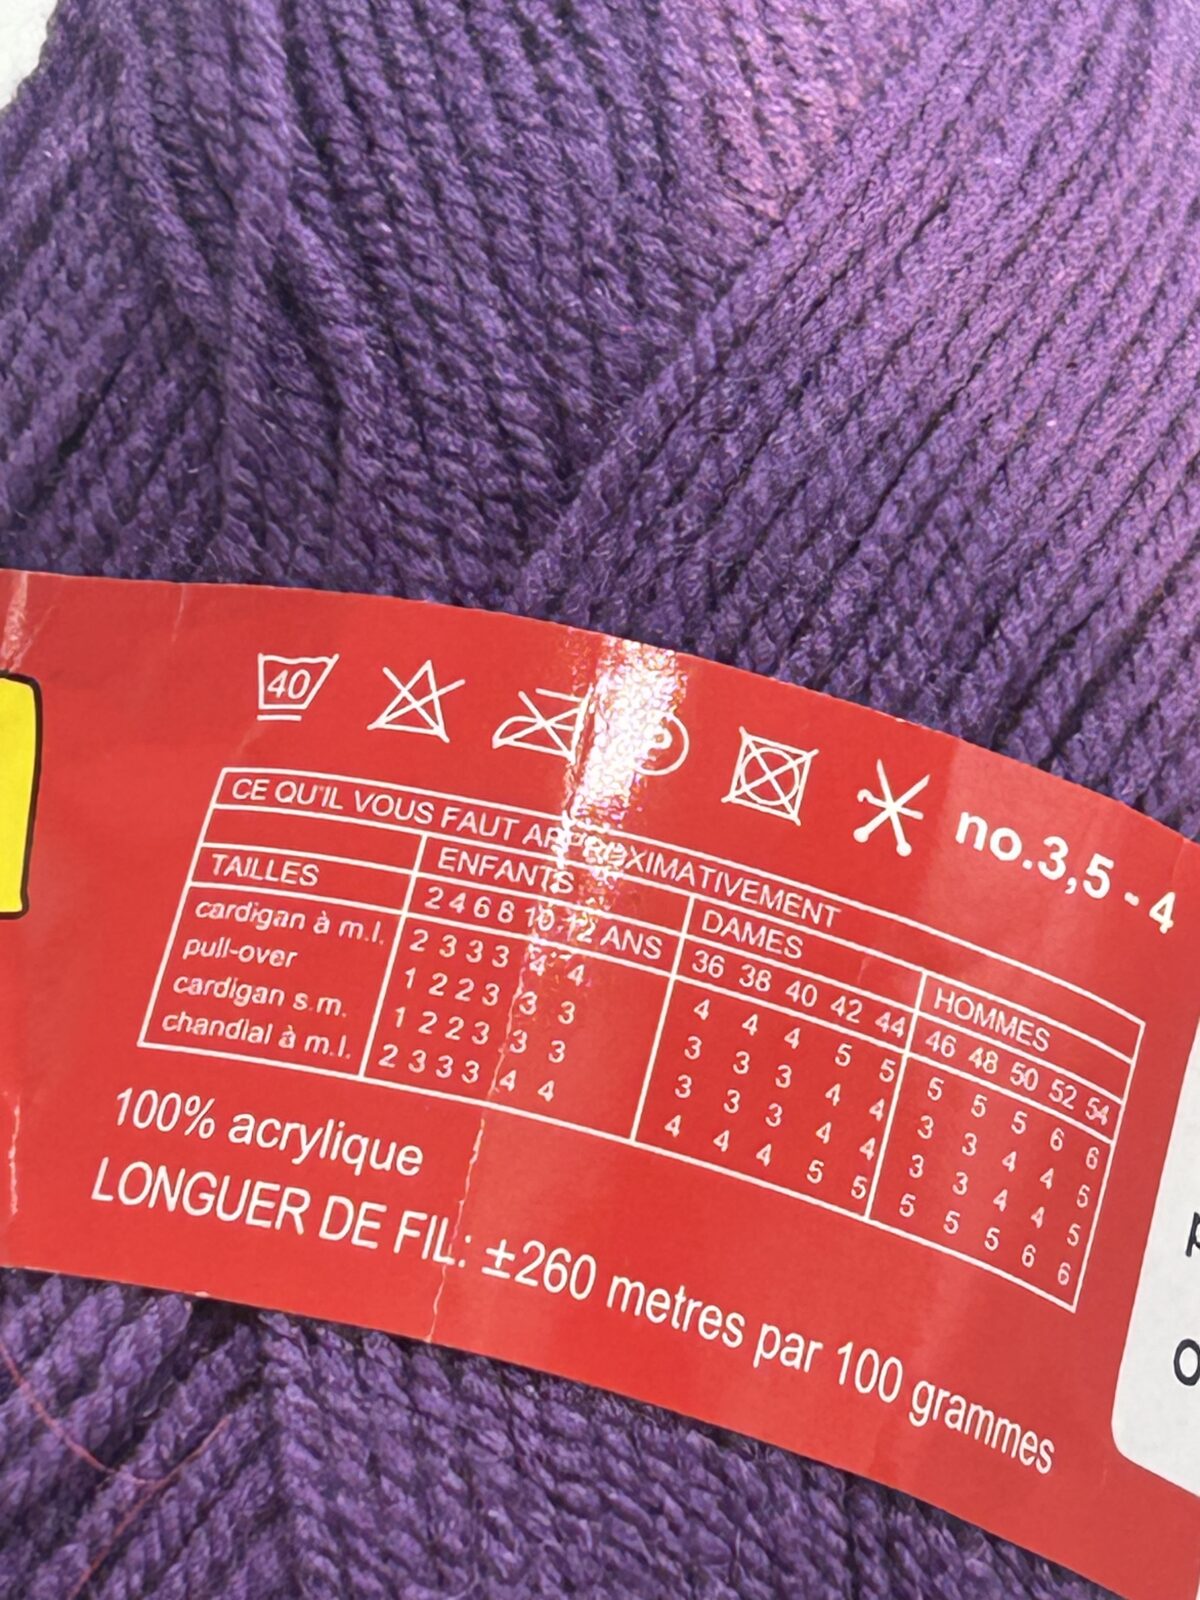 40
P
no.3,5 - 4
CE QU'IL VOUS FAUT APPROXIMATIVEMENT
TAILLES ENFANTS DAMES HOMMES
2 4 6 8 10 12 ANS 36 38 40 42 44 46 48 50 52 54
cardigan à m.l. 2 3 3 3 4 4 4 4 4 5 5 5 5 5 6 6
pull-over 1 2 2 3 3 3 3 3 3 4 4 3 3 4 4 5
cardigan s.m. 1 2 2 3 3 3 3 3 3 4 4 3 3 4 4 5
chandial à m.l. 2 3 3 3 4 4 4 4 4 5 5 5 5 5 6 6
100% acrylique
LONGUER DE FIL: ±260 metres par 100 grammes